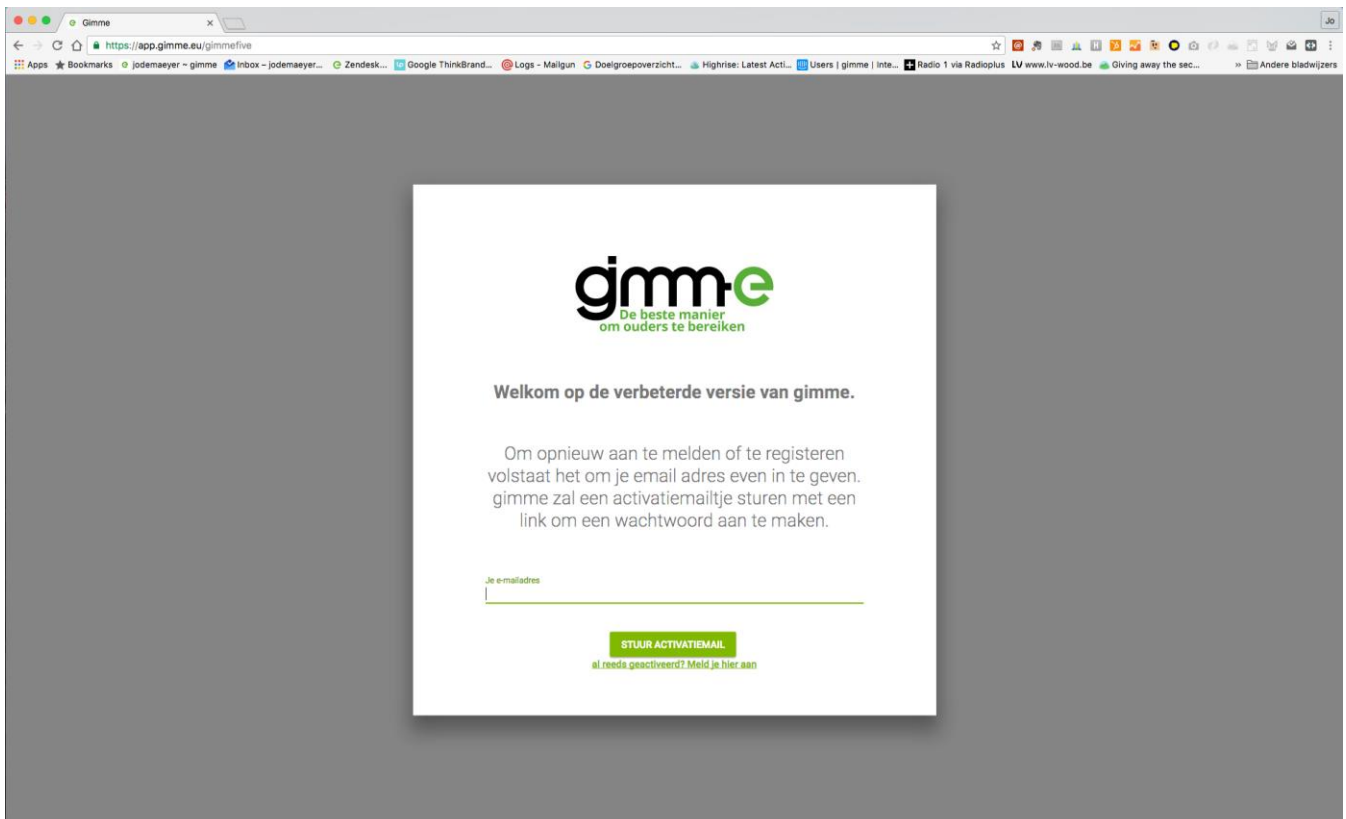 Gimme
Jo
https://app.gimme.eu/gimmefive
Apps Bookmarks jodemaeyer ~ gimme Inbox – jodemaeyer... Zendesk... Google ThinkBrand... Logs - Mailgun Doelgroepoverzicht... Highrise: Latest Acti... Users | gimme | Inte... Radio 1 via Radioplus LV www.lv-wood.be Giving away the sec... » Andere bladwijzers
gimm-e
De beste manier
om ouders te bereiken
Welkom op de verbeterde versie van gimme.
Om opnieuw aan te melden of te registeren
volstaat het om je email adres even in te geven.
gimme zal een activatiemailtje sturen met een
link om een wachtwoord aan te maken.
Je e-mailadres
STUUR ACTIVATIEMAIL
al reeds geactiveerd? Meld je hier aan